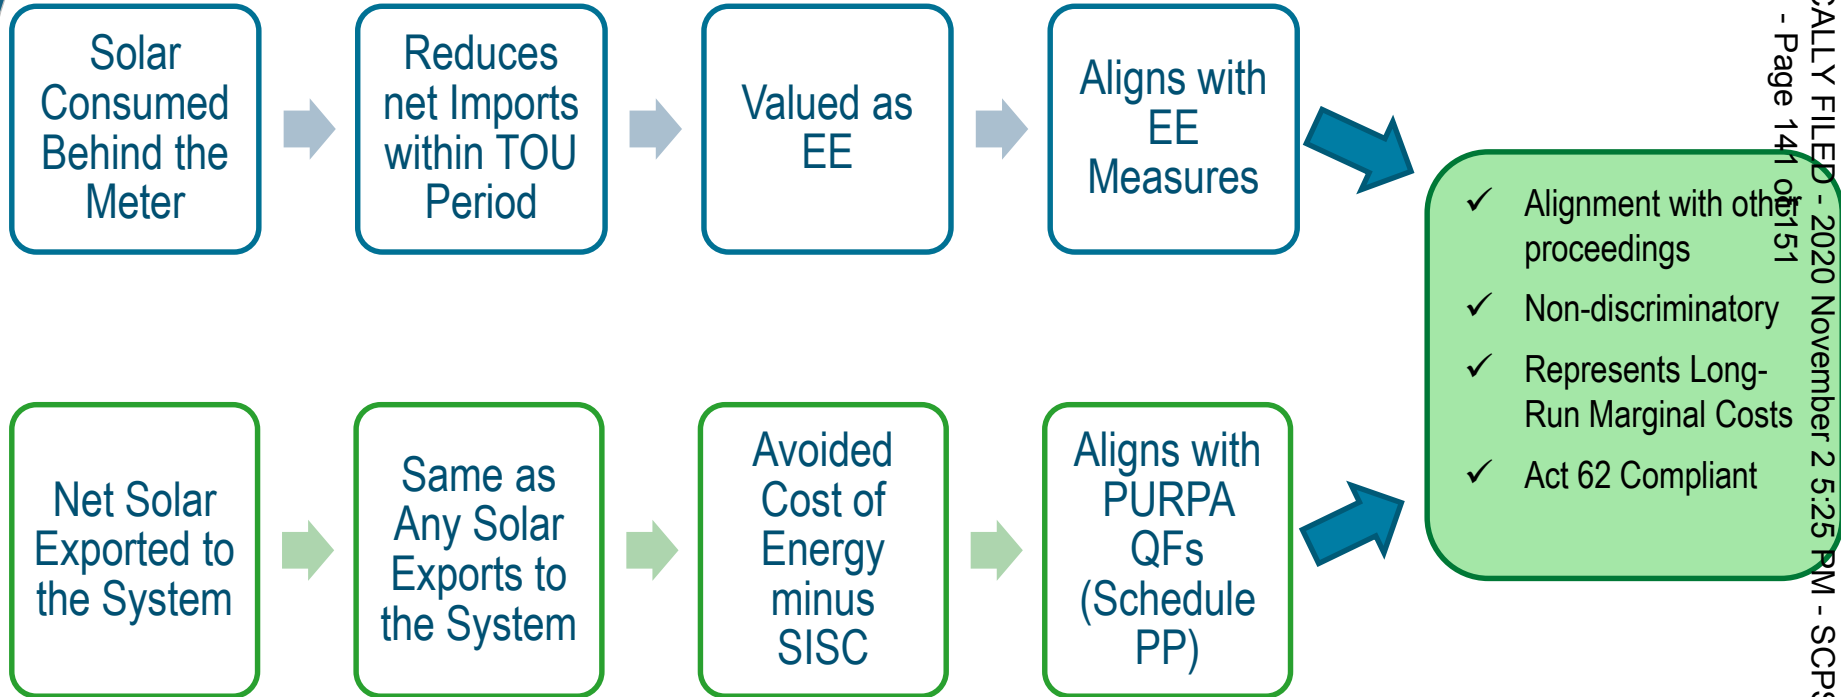 Solar
Consumed
Behind the
Meter
Reduces
net Imports
within TOU
Period
Valued as
EE
Aligns with
EE
Measures
Net Solar
Exported to
the System
Same as
Any Solar
Exports to
the System
Avoided
Cost of
Energy
minus
SISC
Aligns with
PURPA
QFs
(Schedule
PP)
✓ Alignment with other
proceedings
✓ Non-discriminatory
✓ Represents Long-
Run Marginal Costs
✓ Act 62 Compliant
CALLY FILED - 2020 November 2 5:25 PM - SCPS
- Page 141 of 151